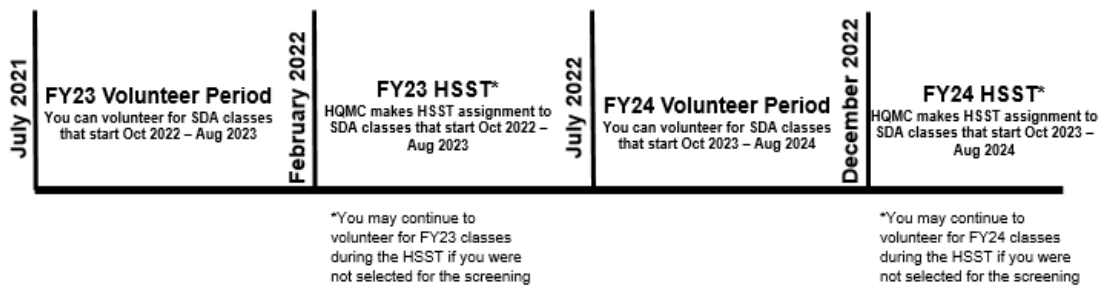 July 2021
FY23 Volunteer Period
You can volunteer for SDA classes
that start Oct 2022 – Aug 2023
February 2022
FY23 HSST*
HQMC makes HSST assignment to
SDA classes that start Oct 2022 –
Aug 2023
*You may continue to
volunteer for FY23 classes
during the HSST if you were
not selected for the screening
July 2022
FY24 Volunteer Period
You can volunteer for SDA classes
that start Oct 2023 – Aug 2024
December 2022
FY24 HSST*
HQMC makes HSST assignment to
SDA classes that start Oct 2023 –
Aug 2024
*You may continue to
volunteer for FY24 classes
during the HSST if you were
not selected for the screening